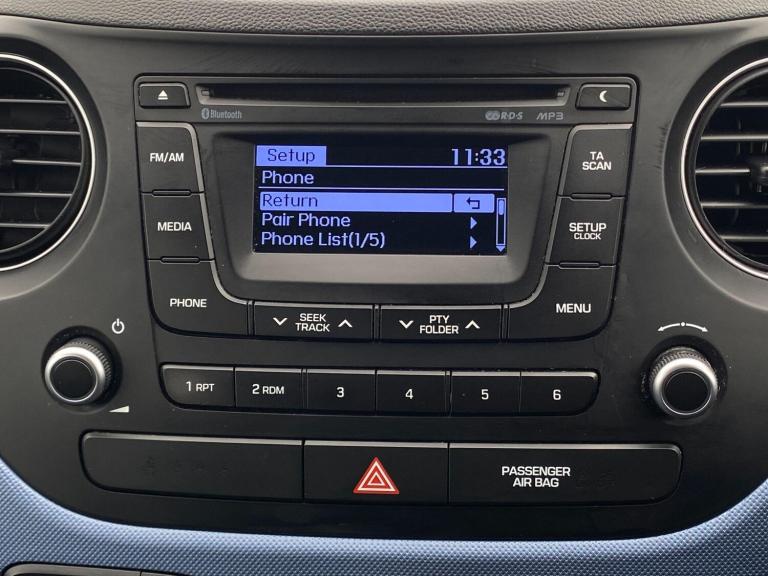 Bluetooth
R·D·S
MP3
FM/AM
MEDIA
PHONE
Setup 11:33
Phone
Return
Pair Phone
Phone List(1/5)
TA
SCAN
SETUP
CLOCK
MENU
SEEK
TRACK
PTY
FOLDER
1 RPT
2 RDM
3
4
5
6
PASSENGER
AIR BAG